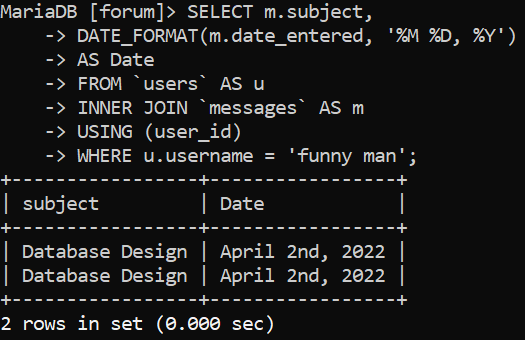 MariaDB [forum]> SELECT m.subject,
    -> DATE_FORMAT(m.date_entered, '%M %D, %Y')
    -> AS Date
    -> FROM `users` AS u
    -> INNER JOIN `messages` AS m
    -> USING (user_id)
    -> WHERE u.username = 'funny man';
+-----------------+-----------------+
| subject         | Date            |
+-----------------+-----------------+
| Database Design | April 2nd, 2022 |
| Database Design | April 2nd, 2022 |
+-----------------+-----------------+
2 rows in set (0.000 sec)